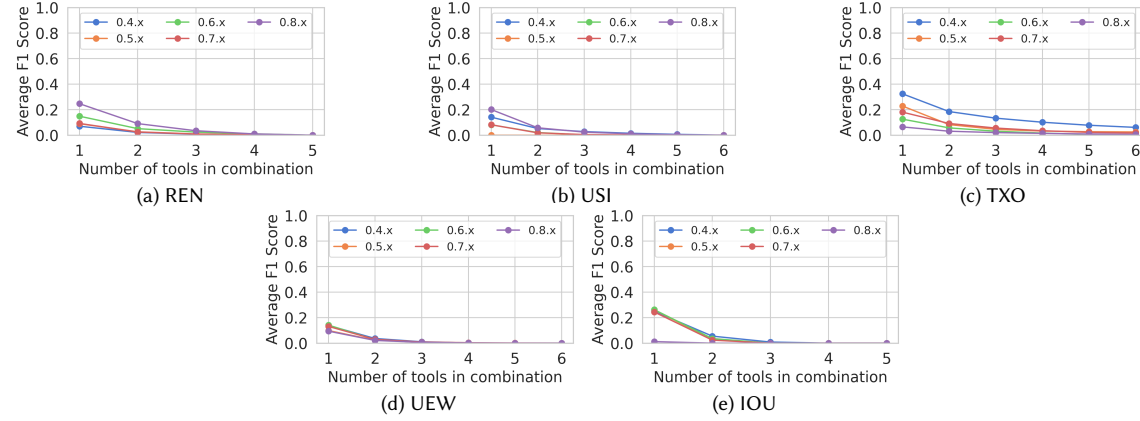 Average F1 Score
1.0
0.8
0.6
0.4
0.2
0.0
0.4.x 0.6.x 0.8.x
0.5.x 0.7.x
1 2 3 4 5
Number of tools in combination
(a) REN
Average F1 Score
1.0
0.8
0.6
0.4
0.2
0.0
0.4.x 0.6.x 0.8.x
0.5.x 0.7.x
1 2 3 4 5 6
Number of tools in combination
(b) USI
Average F1 Score
1.0
0.8
0.6
0.4
0.2
0.0
0.4.x 0.6.x 0.8.x
0.5.x 0.7.x
1 2 3 4 5 6
Number of tools in combination
(c) TXO
Average F1 Score
1.0
0.8
0.6
0.4
0.2
0.0
0.4.x 0.6.x 0.8.x
0.5.x 0.7.x
1 2 3 4 5 6
Number of tools in combination
(d) UEW
Average F1 Score
1.0
0.8
0.6
0.4
0.2
0.0
0.4.x 0.6.x 0.8.x
0.5.x 0.7.x
1 2 3 4 5
Number of tools in combination
(e) IOU